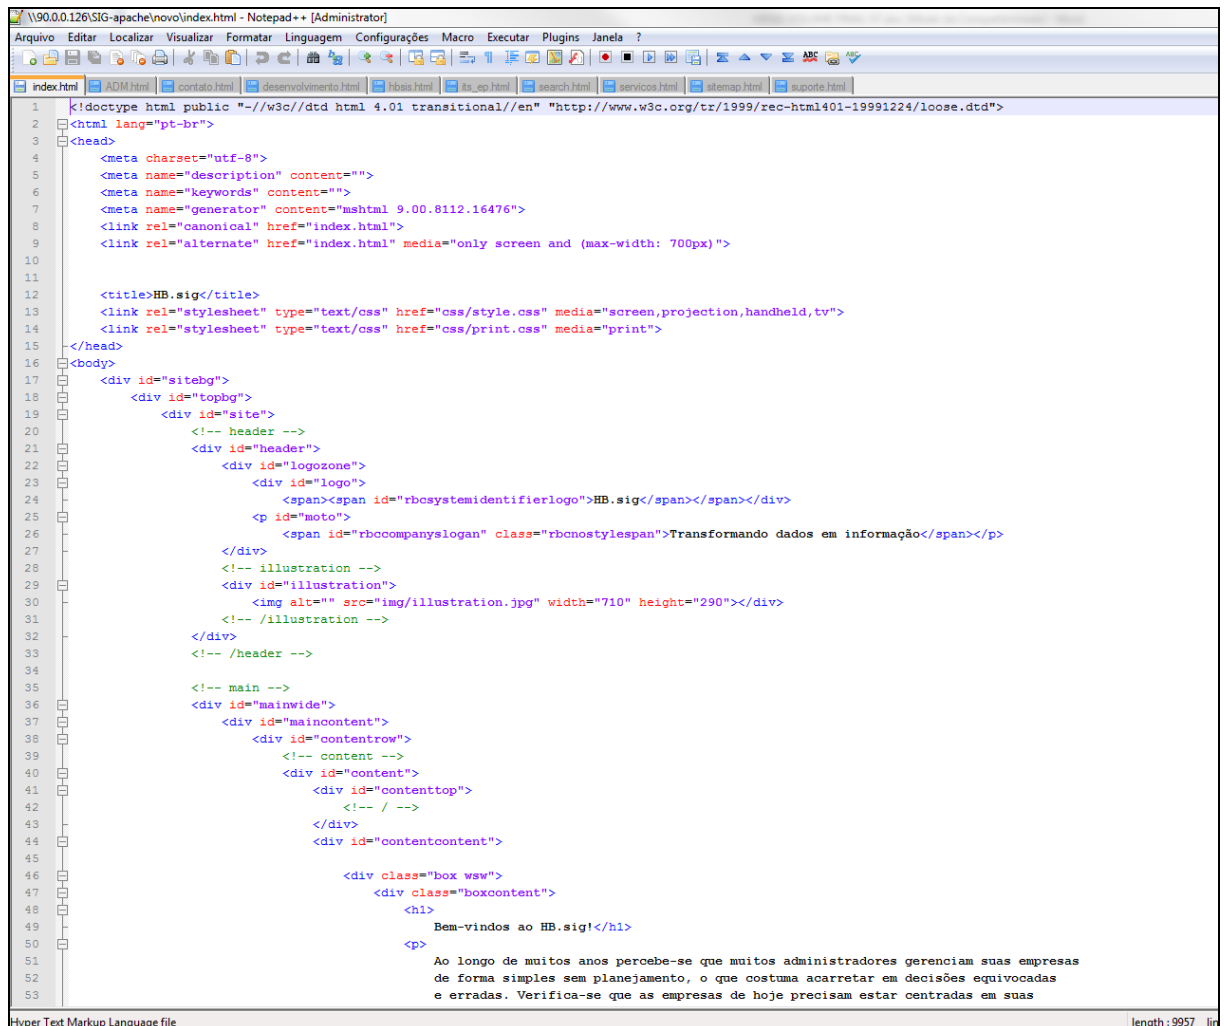 \\90.0.0.126\SIG-apache\novo\index.html - Notepad++ [Administrator]
Arquivo Editar Localizar Visualizar Formatar Linguagem Configurações Macro Executar Plugins Janela ?
index.html ADM.html contato.html desenvolvimento.html hbsis.html its_ep.html search.html servicos.html sitemap.html suporte.html
1 <!doctype html public "-//w3c//dtd html 4.01 transitional//en" "http://www.w3c.org/tr/1999/rec-html401-19991224/loose.dtd">
2 <html lang="pt-br">
3 <head>
4 <meta charset="utf-8">
5 <meta name="description" content="">
6 <meta name="keywords" content="">
7 <meta name="generator" content="mshtml 9.00.8112.16476">
8 <link rel="canonical" href="index.html">
9 <link rel="alternate" href="index.html" media="only screen and (max-width: 700px)">
10
11
12 <title>HB.sig</title>
13 <link rel="stylesheet" type="text/css" href="css/style.css" media="screen,projection,handheld,tv">
14 <link rel="stylesheet" type="text/css" href="css/print.css" media="print">
15 </head>
16 <body>
17 <div id="sitebg">
18 <div id="topbg">
19 <div id="site">
20 <!-- header -->
21 <div id="header">
22 <div id="logozone">
23 <div id="logo">
24 <span><span id="rbcsystemidentifierlogo">HB.sig</span></span></div>
25 <p id="moto">
26 <span id="rbccompanyslogan" class="rbcnostylespan">Transformando dados em informação</span></p>
27 </div>
28 <!-- illustration -->
29 <div id="illustration">
30 <img alt="" src="img/illustration.jpg" width="710" height="290"></div>
31 <!-- /illustration -->
32 </div>
33 <!-- /header -->
34
35 <!-- main -->
36 <div id="mainwide">
37 <div id="maincontent">
38 <div id="contentrow">
39 <!-- content -->
40 <div id="content">
41 <div id="contenttop">
42 <!-- / -->
43 </div>
44 <div id="contentcontent">
45
46 <div class="box wsw">
47 <div class="boxcontent">
48 <h1>
49 Bem-vindos ao HB.sig!</h1>
50 <p>
51 Ao longo de muitos anos percebe-se que muitos administradores gerenciam suas empresas
52 de forma simples sem planejamento, o que costuma acarretar em decisões equivocadas
53 e erradas. Verifica-se que as empresas de hoje precisam estar centradas em suas
Hyper Text Markup Language file length : 9957 lin